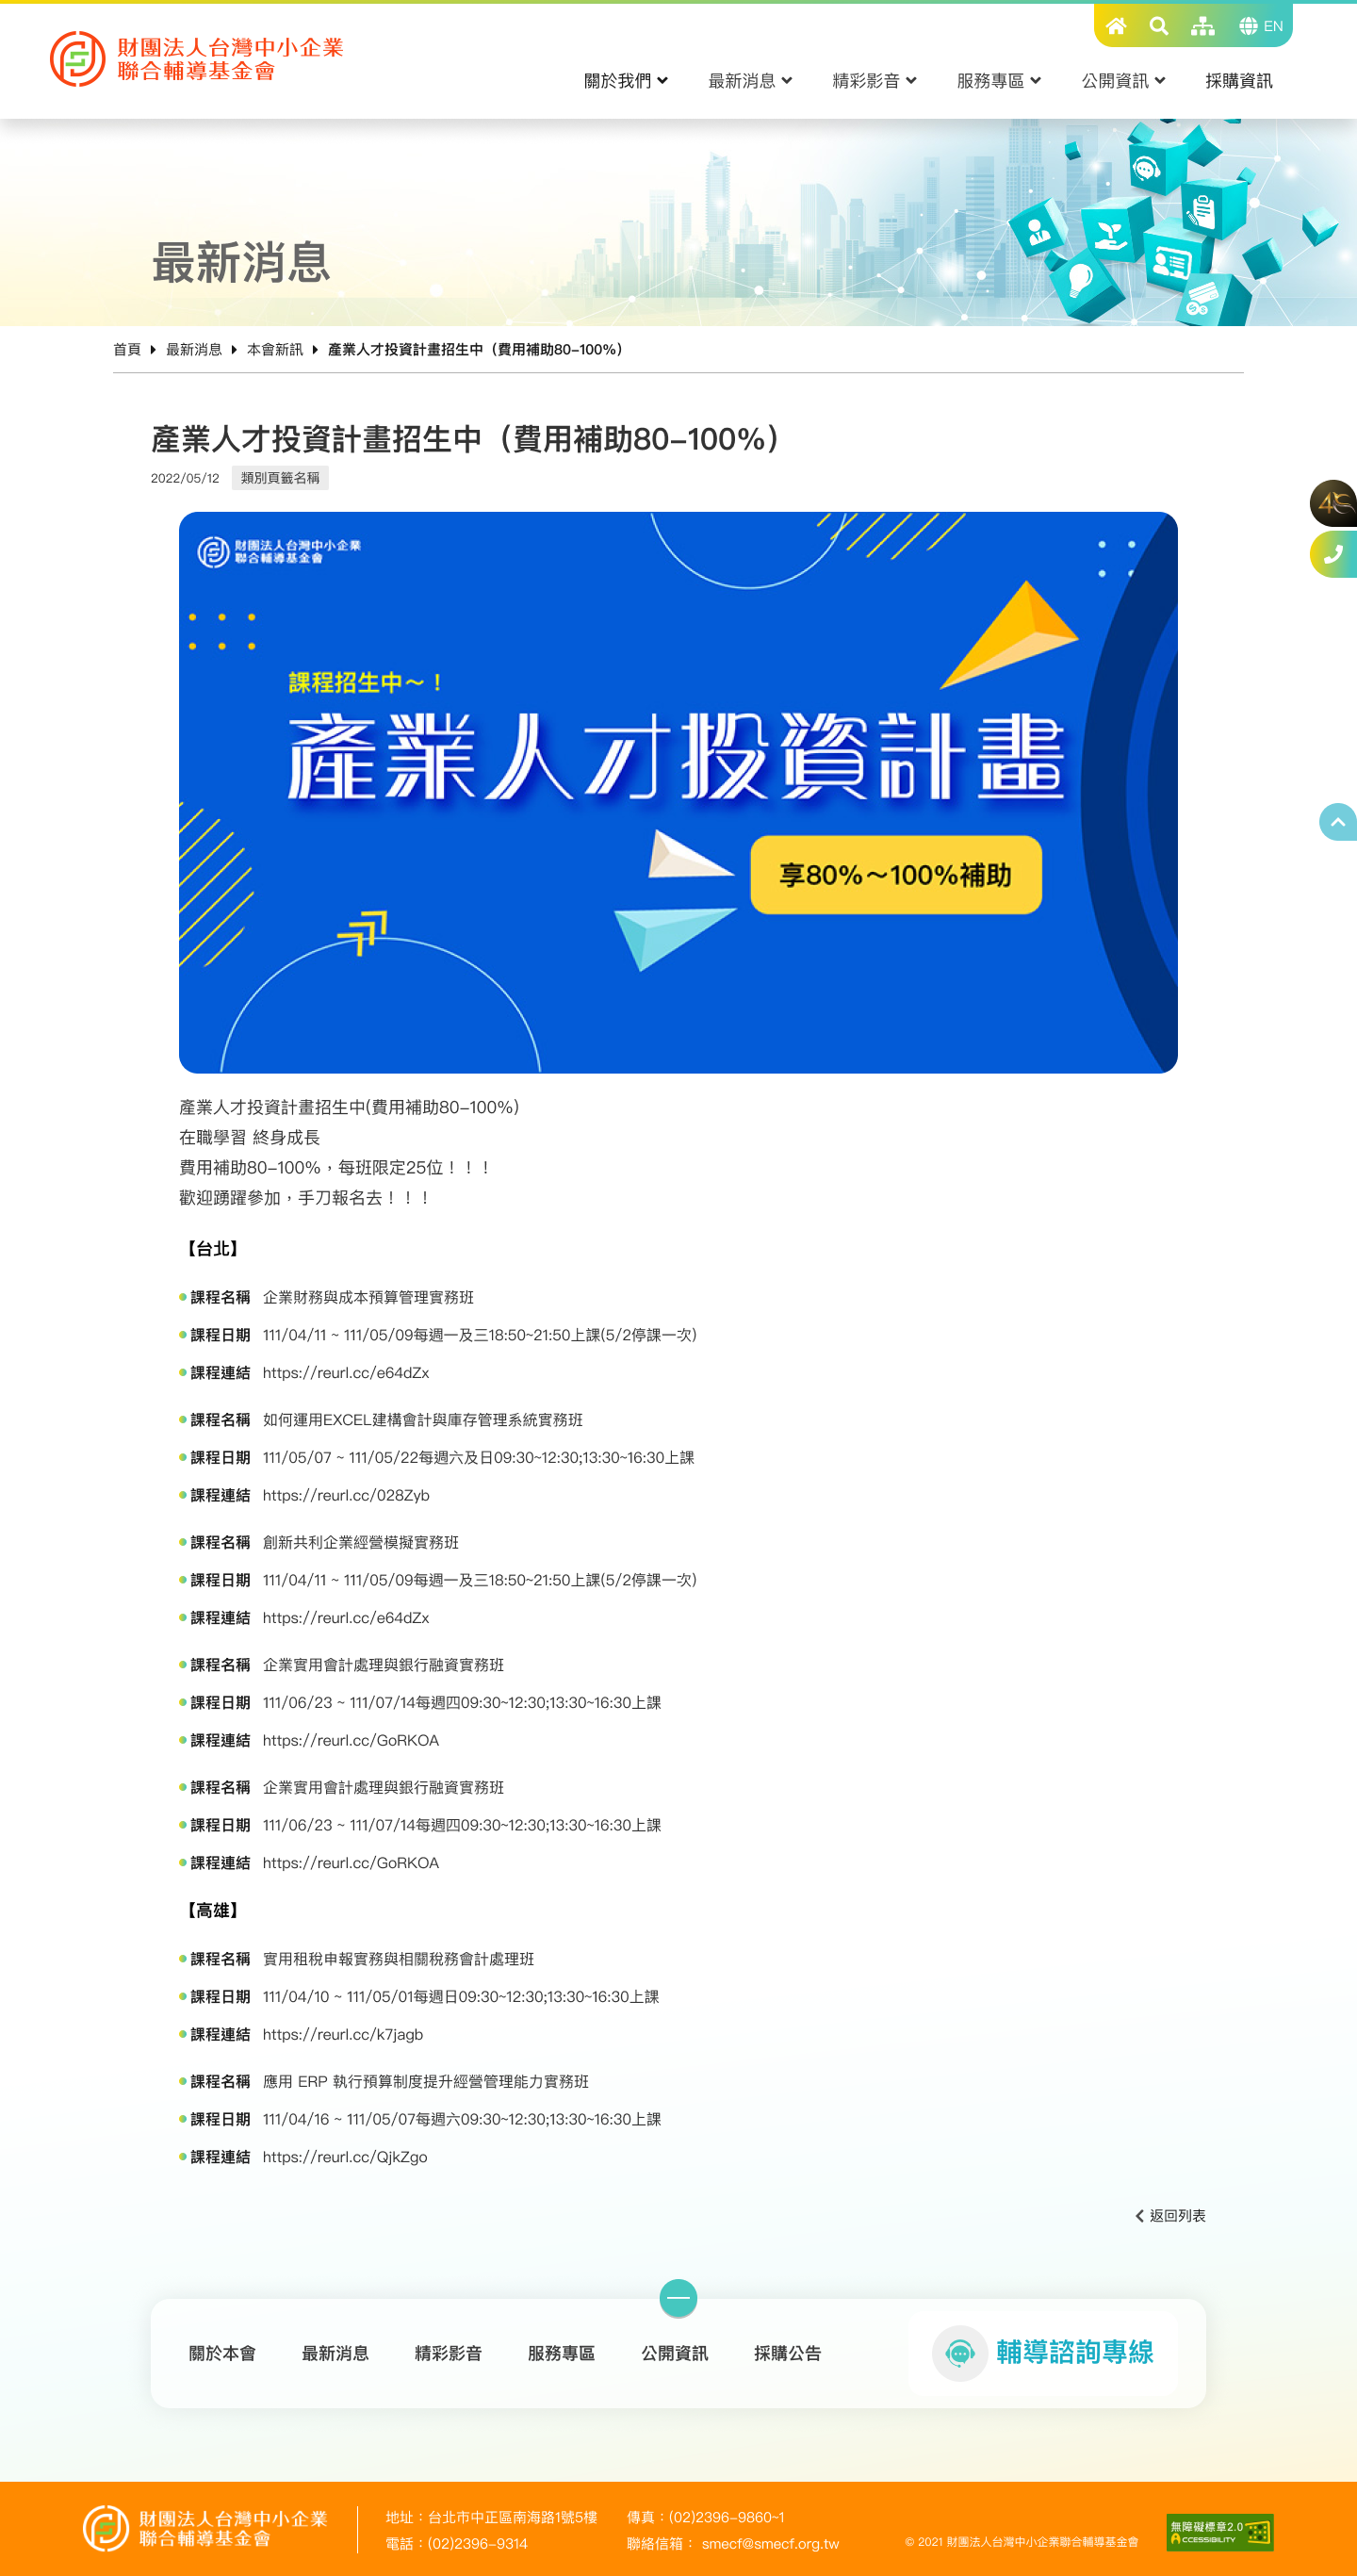 財團法人台灣中小企業
聯合輔導基金會
EN
關於我們 最新消息 精彩影音 服務專區 公開資訊 採購資訊
最新消息
首頁 最新消息 本會新訊 產業人才投資計畫招生中（費用補助80-100%）
產業人才投資計畫招生中（費用補助80-100%）
2022/05/12 類別頁籤名稱
財團法人台灣中小企業
聯合輔導基金會
課程招生中～！
產業人才投資計畫
享80%～100%補助
產業人才投資計畫招生中(費用補助80-100%)
在職學習 終身成長
費用補助80-100%，每班限定25位！！！
歡迎踴躍參加，手刀報名去！！！
【台北】
課程名稱 企業財務與成本預算管理實務班
課程日期 111/04/11 ~ 111/05/09每週一及三18:50~21:50上課(5/2停課一次)
課程連結 https://reurl.cc/e64dZx
課程名稱 如何運用EXCEL建構會計與庫存管理系統實務班
課程日期 111/05/07 ~ 111/05/22每週六及日09:30~12:30;13:30~16:30上課
課程連結 https://reurl.cc/028Zyb
課程名稱 創新共利企業經營模擬實務班
課程日期 111/04/11 ~ 111/05/09每週一及三18:50~21:50上課(5/2停課一次)
課程連結 https://reurl.cc/e64dZx
課程名稱 企業實用會計處理與銀行融資實務班
課程日期 111/06/23 ~ 111/07/14每週四09:30~12:30;13:30~16:30上課
課程連結 https://reurl.cc/GoRKOA
課程名稱 企業實用會計處理與銀行融資實務班
課程日期 111/06/23 ~ 111/07/14每週四09:30~12:30;13:30~16:30上課
課程連結 https://reurl.cc/GoRKOA
【高雄】
課程名稱 實用租稅申報實務與相關稅務會計處理班
課程日期 111/04/10 ~ 111/05/01每週日09:30~12:30;13:30~16:30上課
課程連結 https://reurl.cc/k7jagb
課程名稱 應用 ERP 執行預算制度提升經營管理能力實務班
課程日期 111/04/16 ~ 111/05/07每週六09:30~12:30;13:30~16:30上課
課程連結 https://reurl.cc/QjkZgo
返回列表
關於本會 最新消息 精彩影音 服務專區 公開資訊 採購公告 輔導諮詢專線
財團法人台灣中小企業
聯合輔導基金會
地址：台北市中正區南海路1號5樓 傳真：(02)2396-9860~1
電話：(02)2396-9314 聯絡信箱： smecf@smecf.org.tw
© 2021 財團法人台灣中小企業聯合輔導基金會
無障礙標章2.0
ACCESSIBILITY